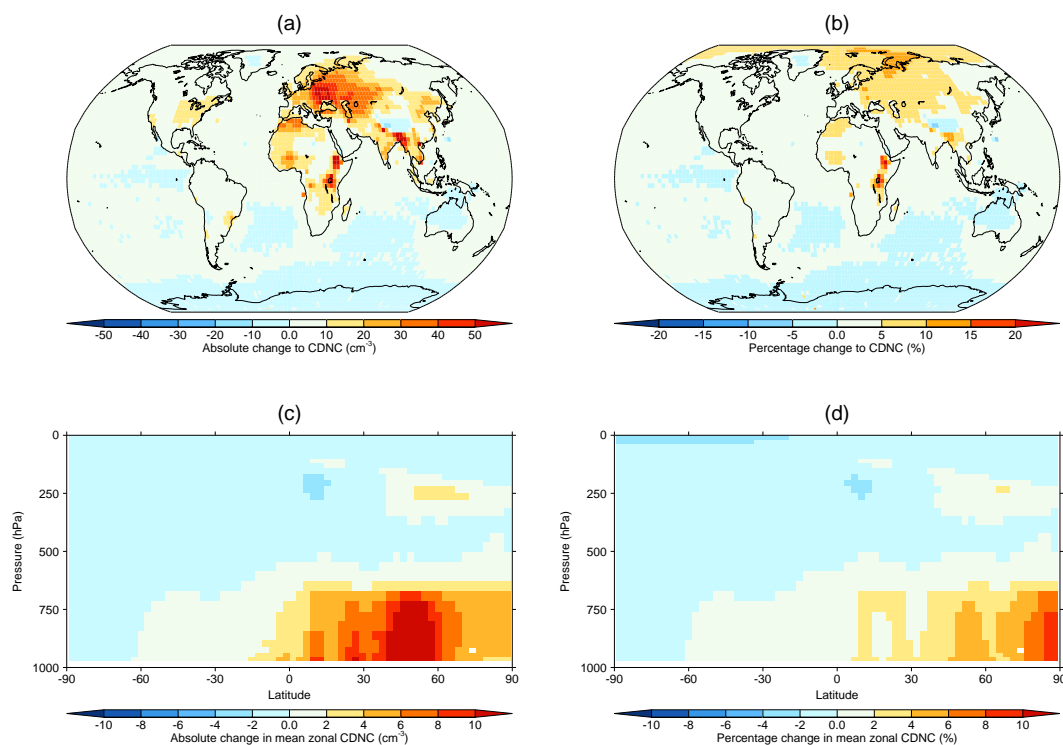 (a)
(b)
-50 -40 -30 -20 -10 0.0 10 20 30 40 50
Absolute change to CDNC (cm-3)
-20 -15 -10 -5 0.0 5 10 15 20
Percentage change to CDNC (%)
(c)
(d)
0
250
500
750
1000
Pressure (hPa)
-90 -60 -30 0 30 60 90
Latitude
0
250
500
750
1000
Pressure (hPa)
-90 -60 -30 0 30 60 90
Latitude
-10 -8 -6 -4 -2 0.0 2 4 6 8 10
Absolute change in mean zonal CDNC (cm-3)
-10 -8 -6 -4 -2 0.0 2 4 6 8 10
Percentage change in mean zonal CDNC (%)